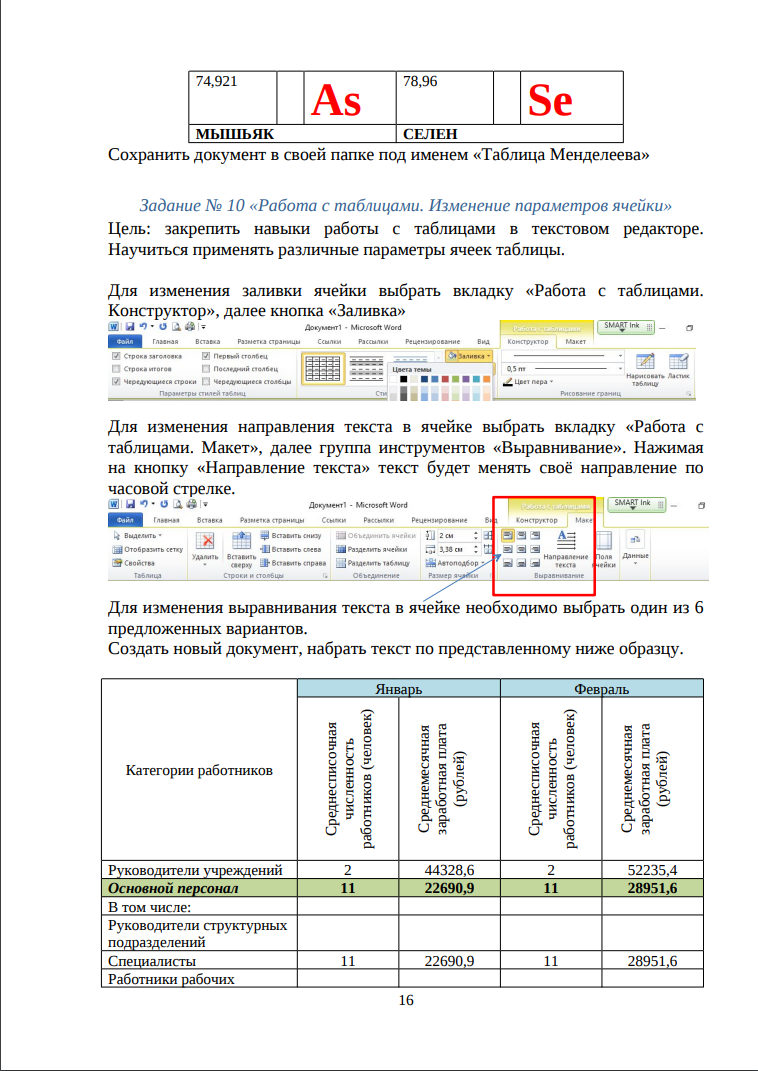 74,921 As 78,96 Se
МЫШЬЯК СЕЛЕН
Сохранить документ в своей папке под именем «Таблица Менделеева»
Задание № 10 «Работа с таблицами. Изменение параметров ячейки»
Цель: закрепить навыки работы с таблицами в текстовом редакторе.
Научиться применять различные параметры ячеек таблицы.
Для изменения заливки ячейки выбрать вкладку «Работа с таблицами.
Конструктор», далее кнопка «Заливка»
Документ1 - Microsoft Word Работа с таблицами SMART Ink
Файл Главная Вставка Разметка страницы Ссылки Рассылки Рецензирование Вид Конструктор Макет
Строка заголовка Первый столбец Заливка
Строка итогов Последний столбец Цвета темы 0,5 пт Нарисовать таблицу Ластик
Чередующиеся строки Чередующиеся столбцы Цвет пера
Параметры стилей таблиц Сти Рисование границ
Для изменения направления текста в ячейке выбрать вкладку «Работа с
таблицами. Макет», далее группа инструментов «Выравнивание». Нажимая
на кнопку «Направление текста» текст будет менять своё направление по
часовой стрелке.
Документ1 - Microsoft Word Работа с таблицами SMART Ink
Файл Главная Вставка Разметка страницы Ссылки Рассылки Рецензирование Вид Конструктор Макет
Выделить Вставить снизу Объединить ячейки 2 см
Отобразить сетку Удалить Вставить сверху Вставить слева Разделить ячейки 3,38 см Направление текста Поля ячейки Данные
Свойства Вставить справа Разделить таблицу Автоподбор
Таблица Строки и столбцы Объединение Размер ячейки Выравнивание
Для изменения выравнивания текста в ячейке необходимо выбрать один из 6
предложенных вариантов.
Создать новый документ, набрать текст по представленному ниже образцу.
Январь Февраль
Категории работников
Среднесписочная
численность
работников (человек)
Среднемесячная
заработная плата
(рублей)
Среднесписочная
численность
работников (человек)
Среднемесячная
заработная плата
(рублей)
Руководители учреждений 2 44328,6 2 52235,4
Основной персонал 11 22690,9 11 28951,6
В том числе:
Руководители структурных
подразделений
Специалисты 11 22690,9 11 28951,6
Работники рабочих
16